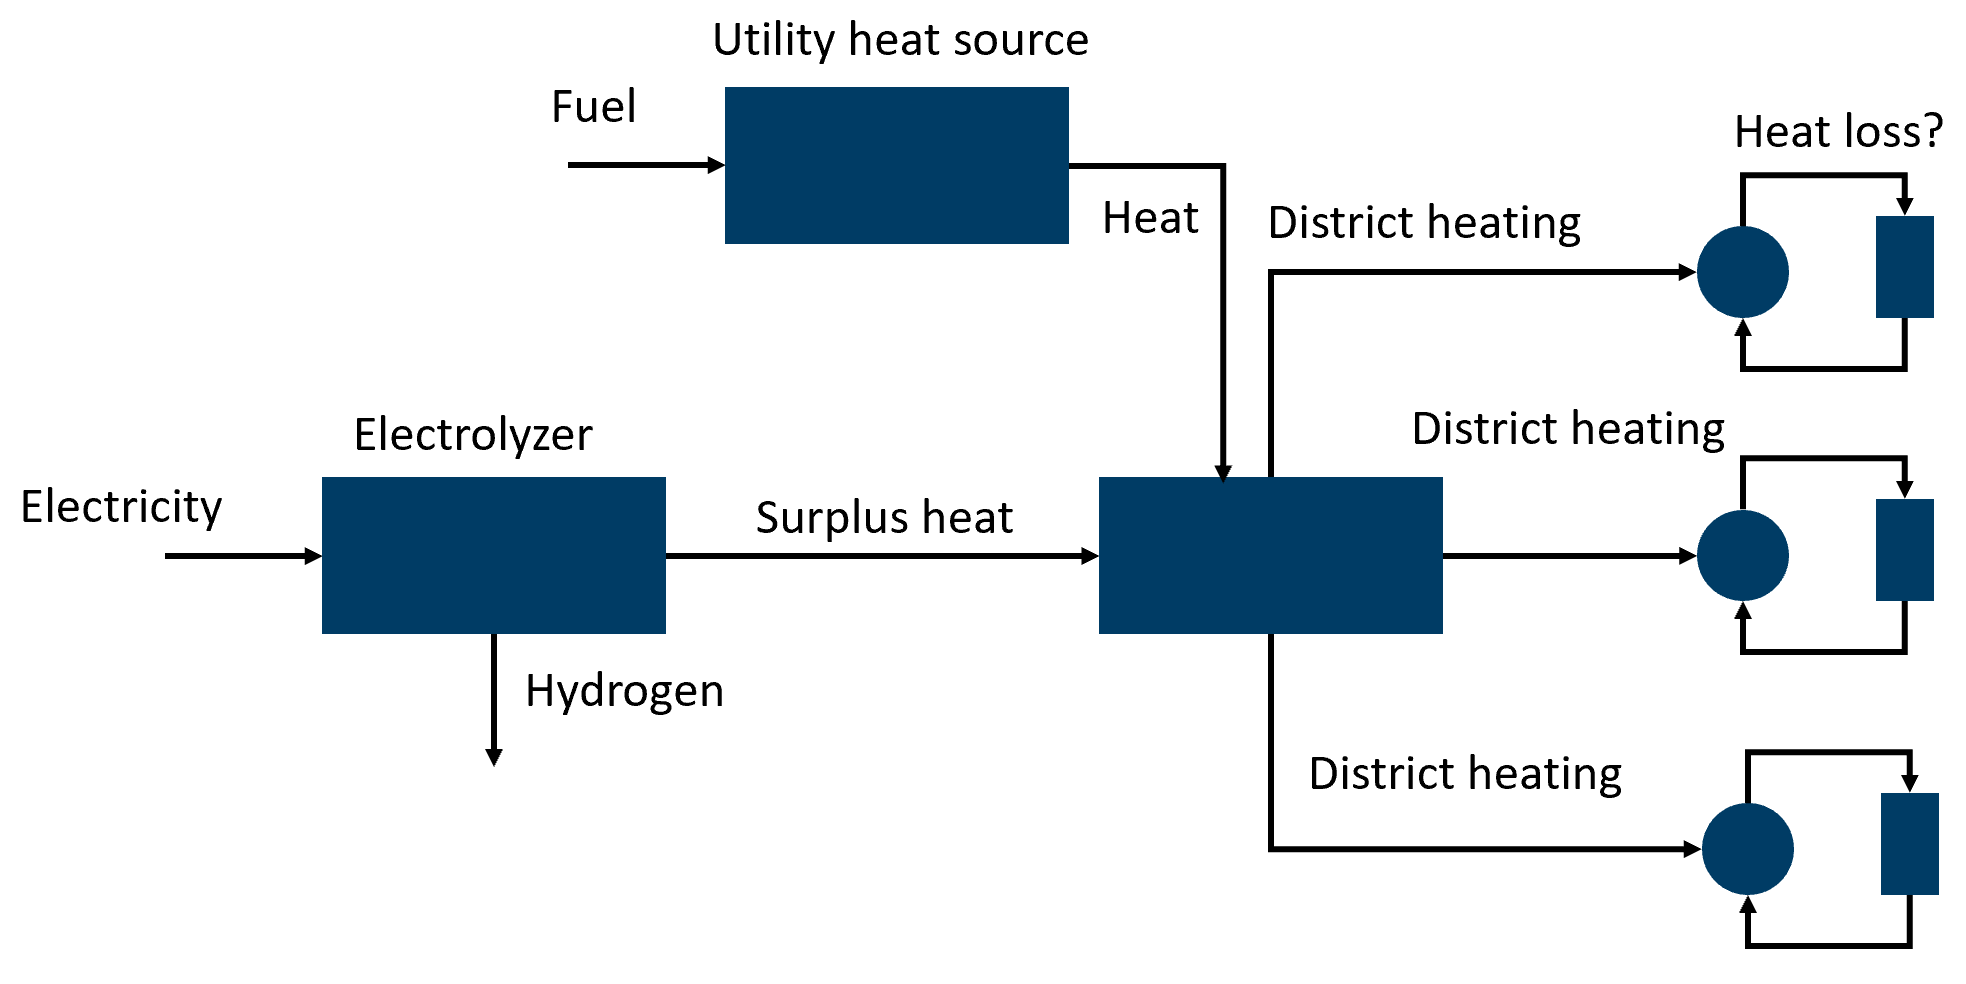 Utility heat source
Fuel
Heat loss?
Heat
District heating
Electrolyzer
District heating
Electricity
Surplus heat
Hydrogen
District heating